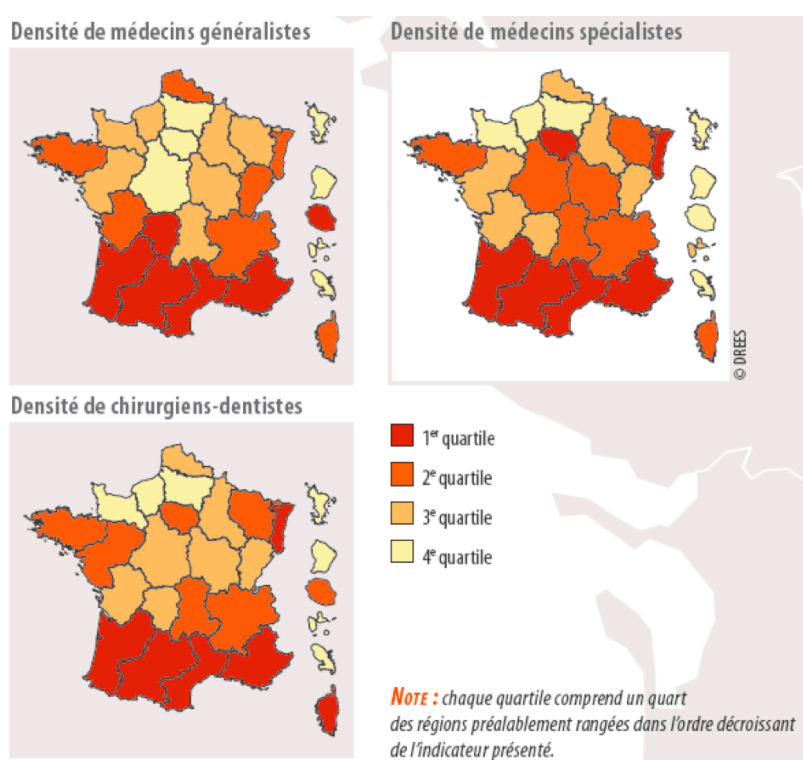 Densité de médecins généralistes
Densité de médecins spécialistes
© DREES
Densité de chirurgiens-dentistes
1er quartile
2e quartile
3e quartile
4e quartile
NOTE : chaque quartile comprend un quart
des régions préalablement rangées dans l'ordre décroissant
de l'indicateur présenté.